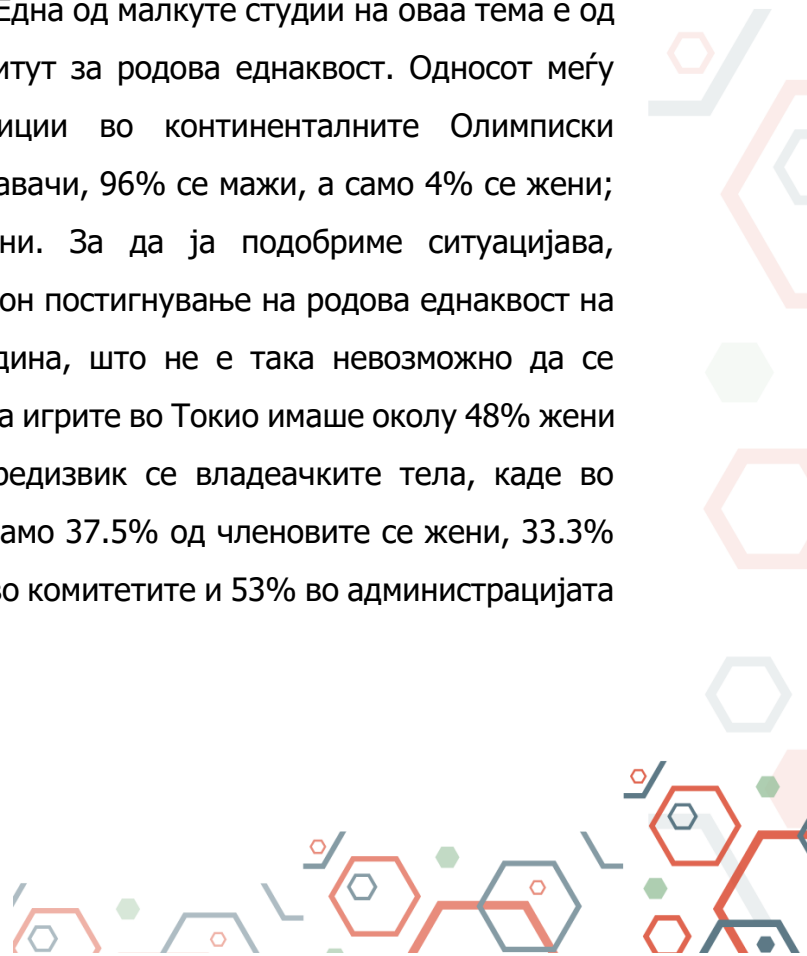 Една од малкуте студии на оваа тема е од
итут за родова еднаквост. Односот меѓу
иции во континенталните Олимписки
авачи, 96% се мажи, а само 4% се жени;
ни. За да ја подобриме ситуацијава,
он постигнување на родова еднаквост на
дина, што не е така невозможно да се
а игрите во Токио имаше околу 48% жени
редизвик се владеачките тела, каде во
амо 37.5% од членовите се жени, 33.3%
во комитетите и 53% во администрацијата